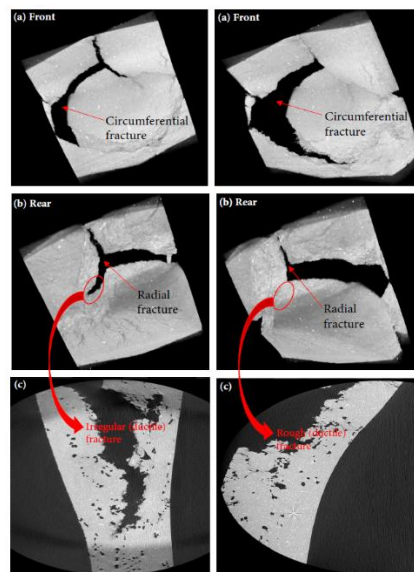 (a) Front
Circumferential
fracture
(a) Front
Circumferential
fracture
(b) Rear
Radial
fracture
(b) Rear
Radial
fracture
(c)
Irregular (ductile)
fracture
(c)
Rough (ductile)
fracture